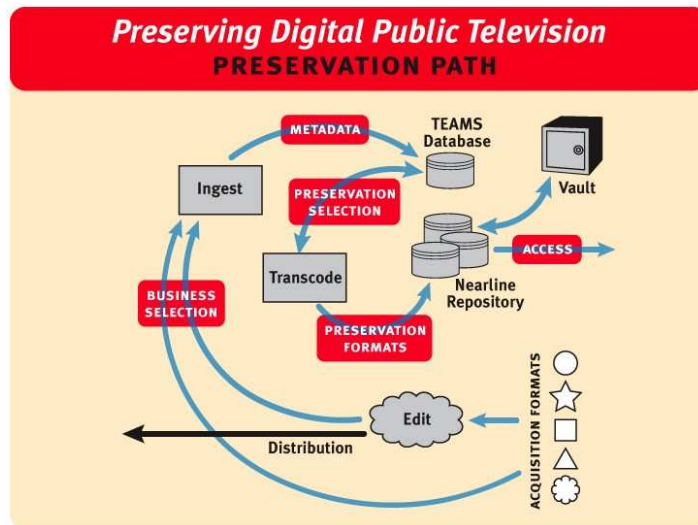 Preserving Digital Public Television
PRESERVATION PATH
METADATA
TEAMS
Database
Ingest
Vault
PRESERVATION
SELECTION
ACCESS
Transcode
Nearline
Repository
BUSINESS
SELECTION
PRESERVATION
FORMATS
ACQUISITION FORMATS
Edit
Distribution